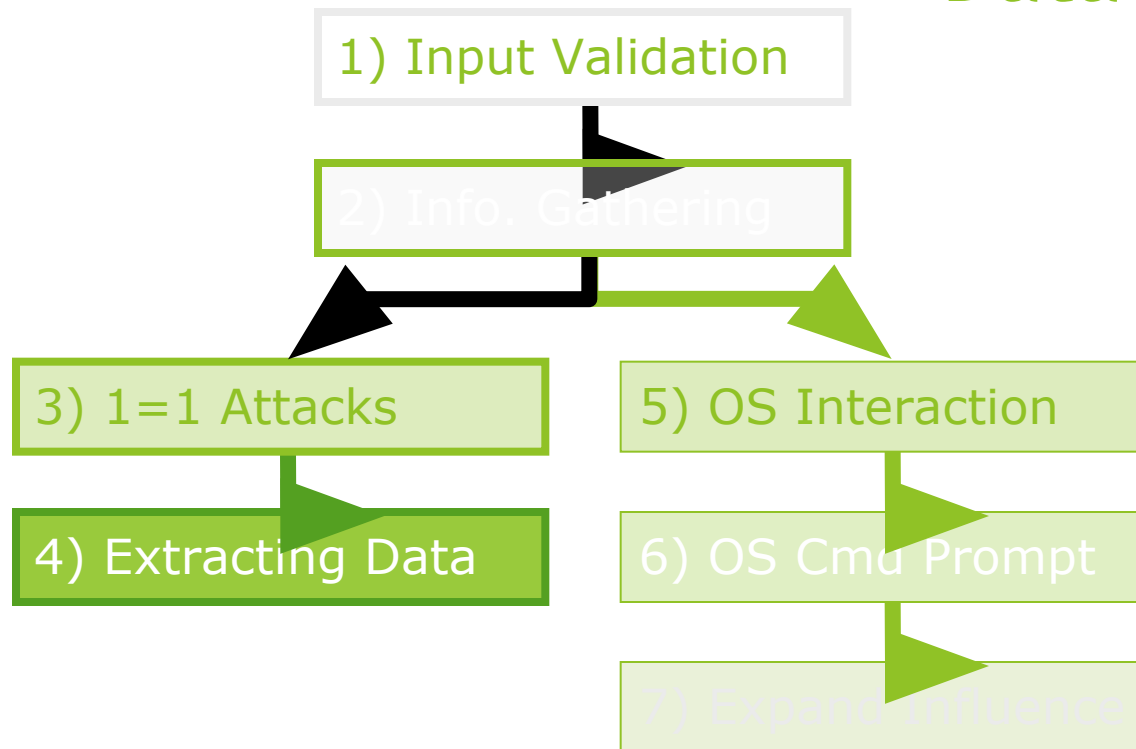 Data
1) Input Validation
2) Info. Gathering
3) 1=1 Attacks
5) OS Interaction
4) Extracting Data
6) OS Cmd Prompt
7) Expand Influence